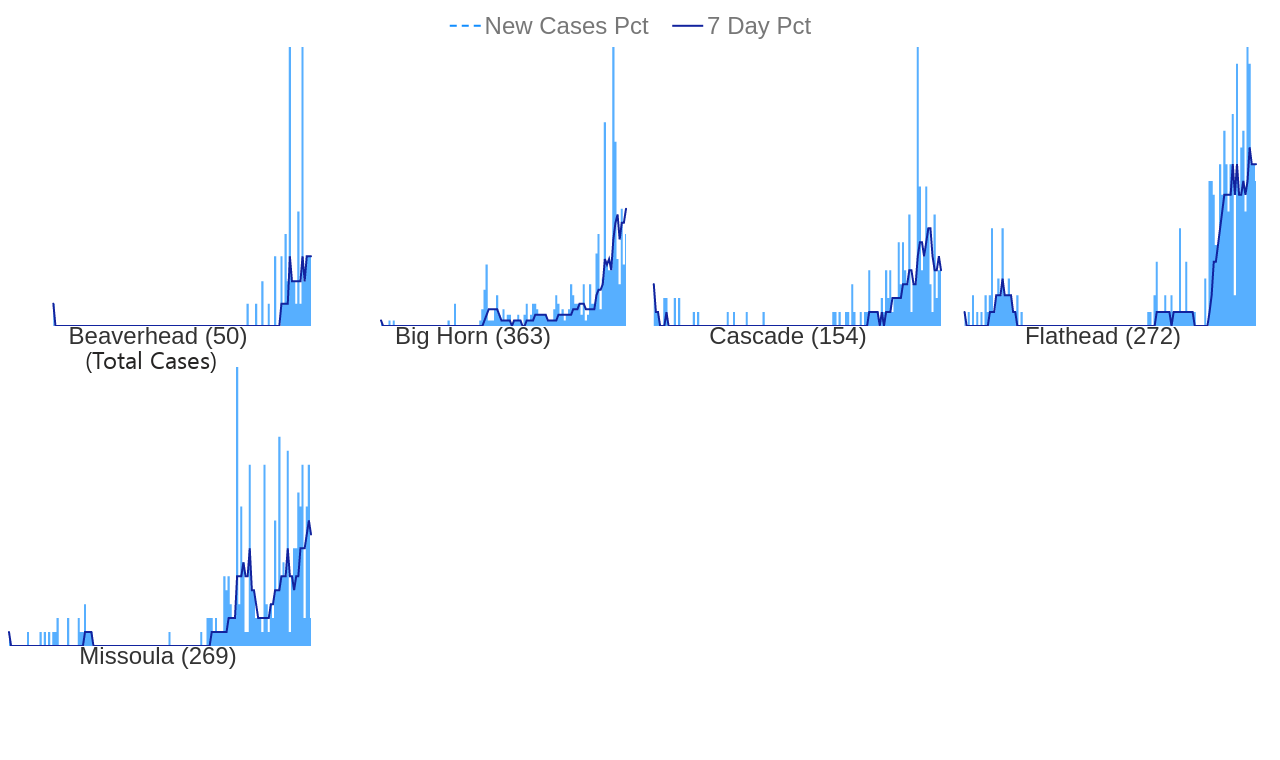 New Cases Pct 7 Day Pct
Beaverhead (50) Big Horn (363) Cascade (154) Flathead (272)
(Total Cases)
Missoula (269)